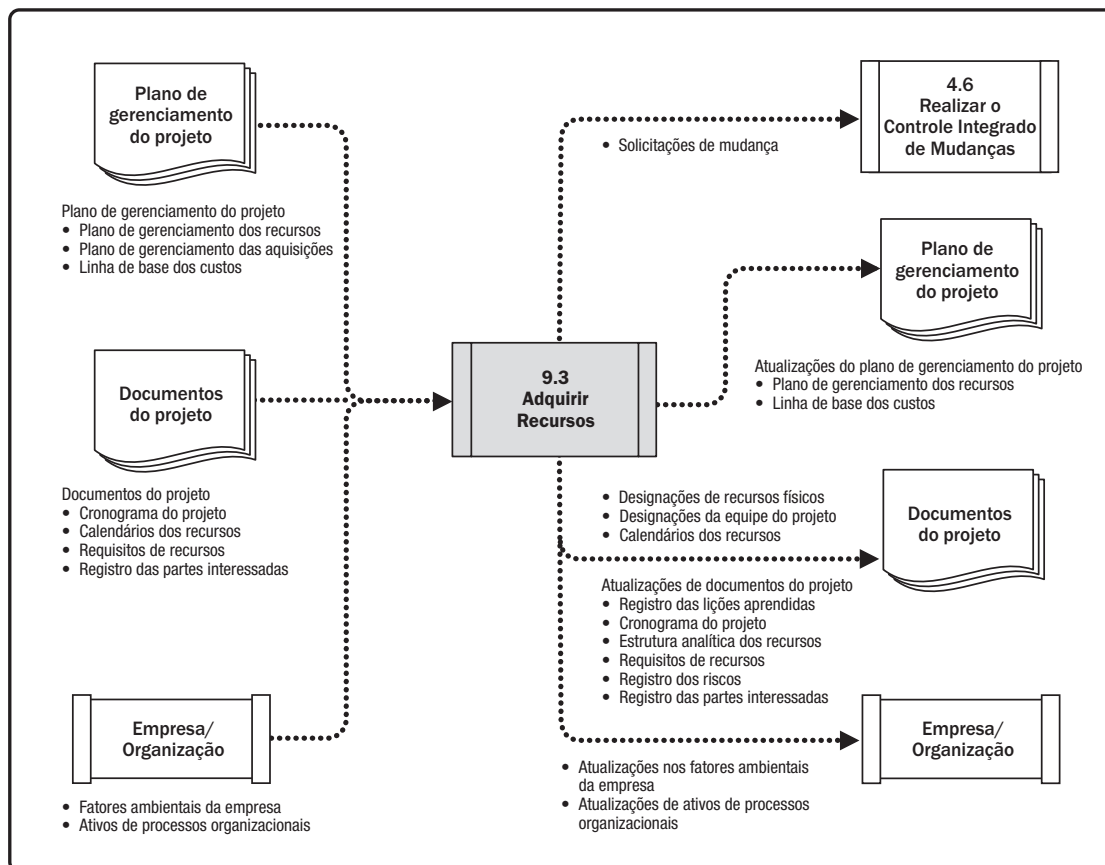 Plano de
gerenciamento
do projeto
Plano de gerenciamento do projeto
• Plano de gerenciamento dos recursos
• Plano de gerenciamento das aquisições
• Linha de base dos custos
Documentos
do projeto
Documentos do projeto
• Cronograma do projeto
• Calendários dos recursos
• Requisitos de recursos
• Registro das partes interessadas
Empresa/
Organização
• Fatores ambientais da empresa
• Ativos de processos organizacionais
9.3
Adquirir
Recursos
• Solicitações de mudança
4.6
Realizar o
Controle Integrado
de Mudanças
Plano de
gerenciamento
do projeto
Atualizações do plano de gerenciamento do projeto
• Plano de gerenciamento dos recursos
• Linha de base dos custos
• Designações de recursos físicos
• Designações da equipe do projeto
• Calendários dos recursos
Documentos
do projeto
Atualizações de documentos do projeto
• Registro das lições aprendidas
• Cronograma do projeto
• Estrutura analítica dos recursos
• Requisitos de recursos
• Registro dos riscos
• Registro das partes interessadas
Empresa/
Organização
• Atualizações nos fatores ambientais
da empresa
• Atualizações de ativos de processos
organizacionais